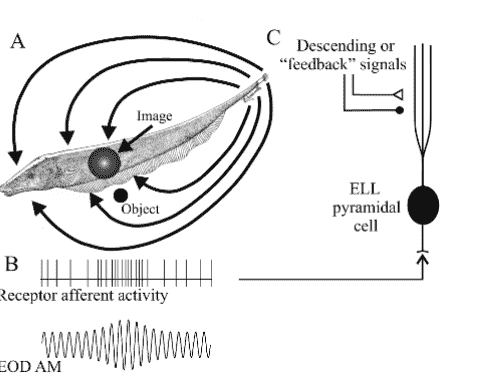 A
C
Descending or
"feedback" signals
Image
Object
ELL
pyramidal
cell
B
Receptor afferent activity
EOD AM